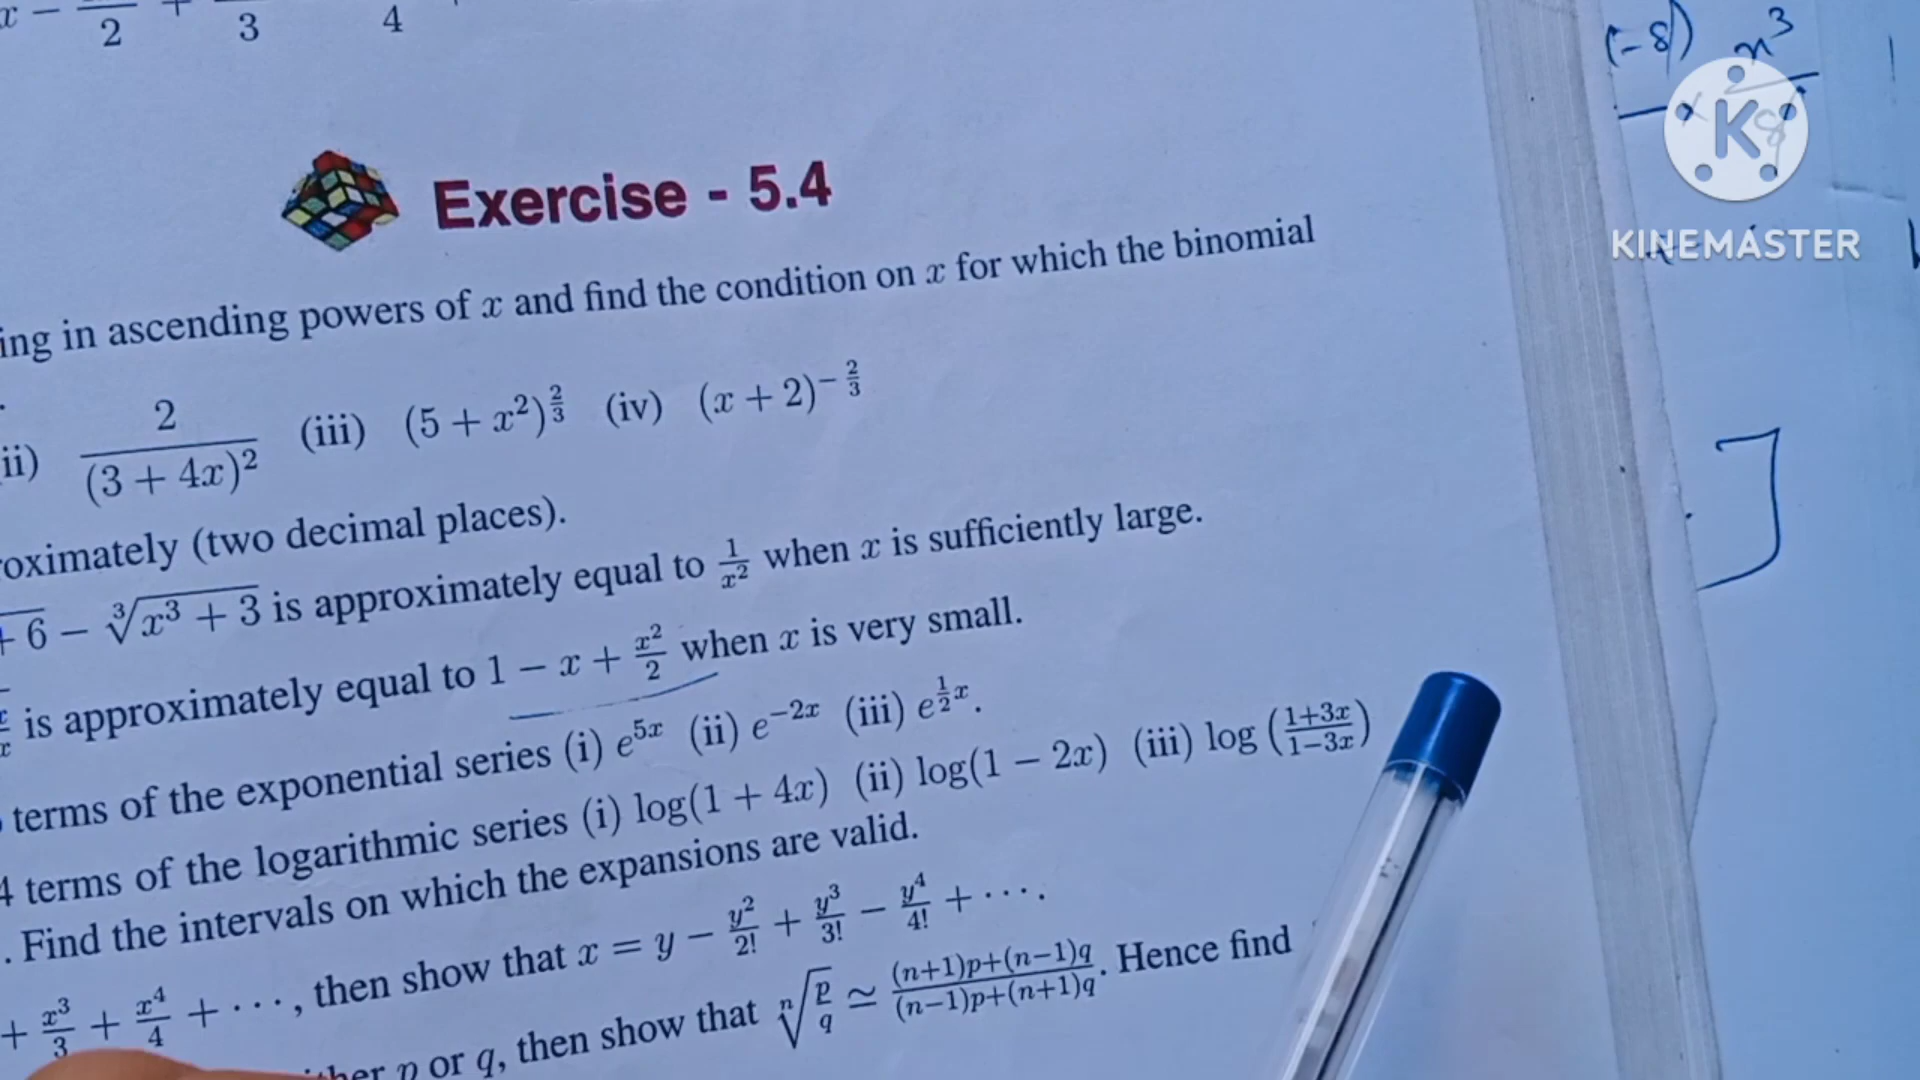 x − — + — —
2 3 4
Exercise - 5.4
ing in ascending powers of x and find the condition on x for which the binomial
ii) 2/(3 + 4x)² (iii) (5 + x²)^(2/3) (iv) (x + 2)^(−2/3)
roximately (two decimal places).
+ 6 − ∛(x³ + 3) is approximately equal to 1/x² when x is sufficiently large.
is approximately equal to 1 − x + x²/2 when x is very small.
terms of the exponential series (i) e^(5x) (ii) e^(−2x) (iii) e^(½x).
4 terms of the logarithmic series (i) log(1 + 4x) (ii) log(1 − 2x) (iii) log((1+3x)/(1−3x))
. Find the intervals on which the expansions are valid.
+ x³/3 + x⁴/4 + ···, then show that x = y − y²/2! + y³/3! − y⁴/4! + ···.
p or q, then show that ⁿ√(p/q) ≃ ((n+1)p+(n−1)q)/((n−1)p+(n+1)q). Hence find
(-8) x³
K
KINEMASTER